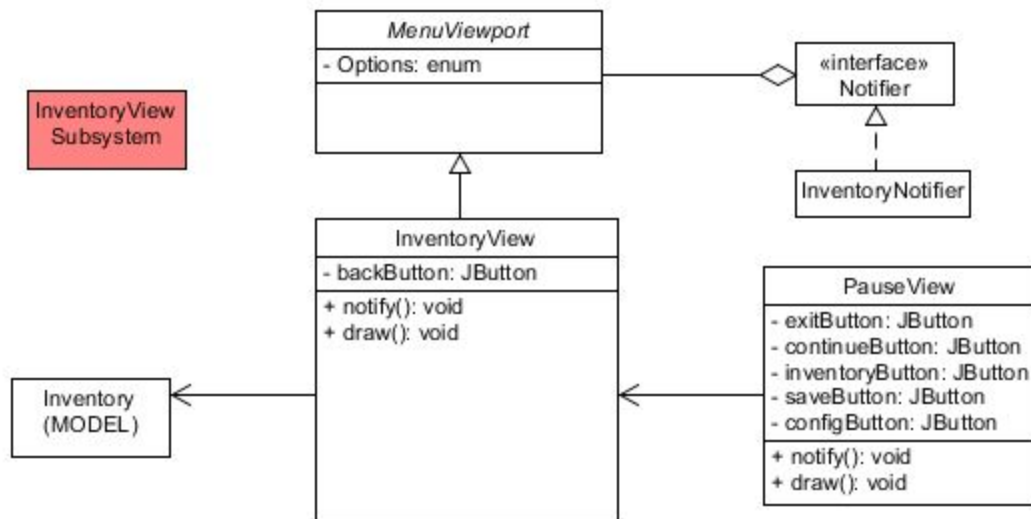 MenuViewport
- Options: enum
«interface»
Notifier
InventoryView
Subsystem
InventoryNotifier
InventoryView
- backButton: JButton
+ notify(): void
+ draw(): void
PauseView
- exitButton: JButton
- continueButton: JButton
- inventoryButton: JButton
- saveButton: JButton
- configButton: JButton
+ notify(): void
+ draw(): void
Inventory
(MODEL)